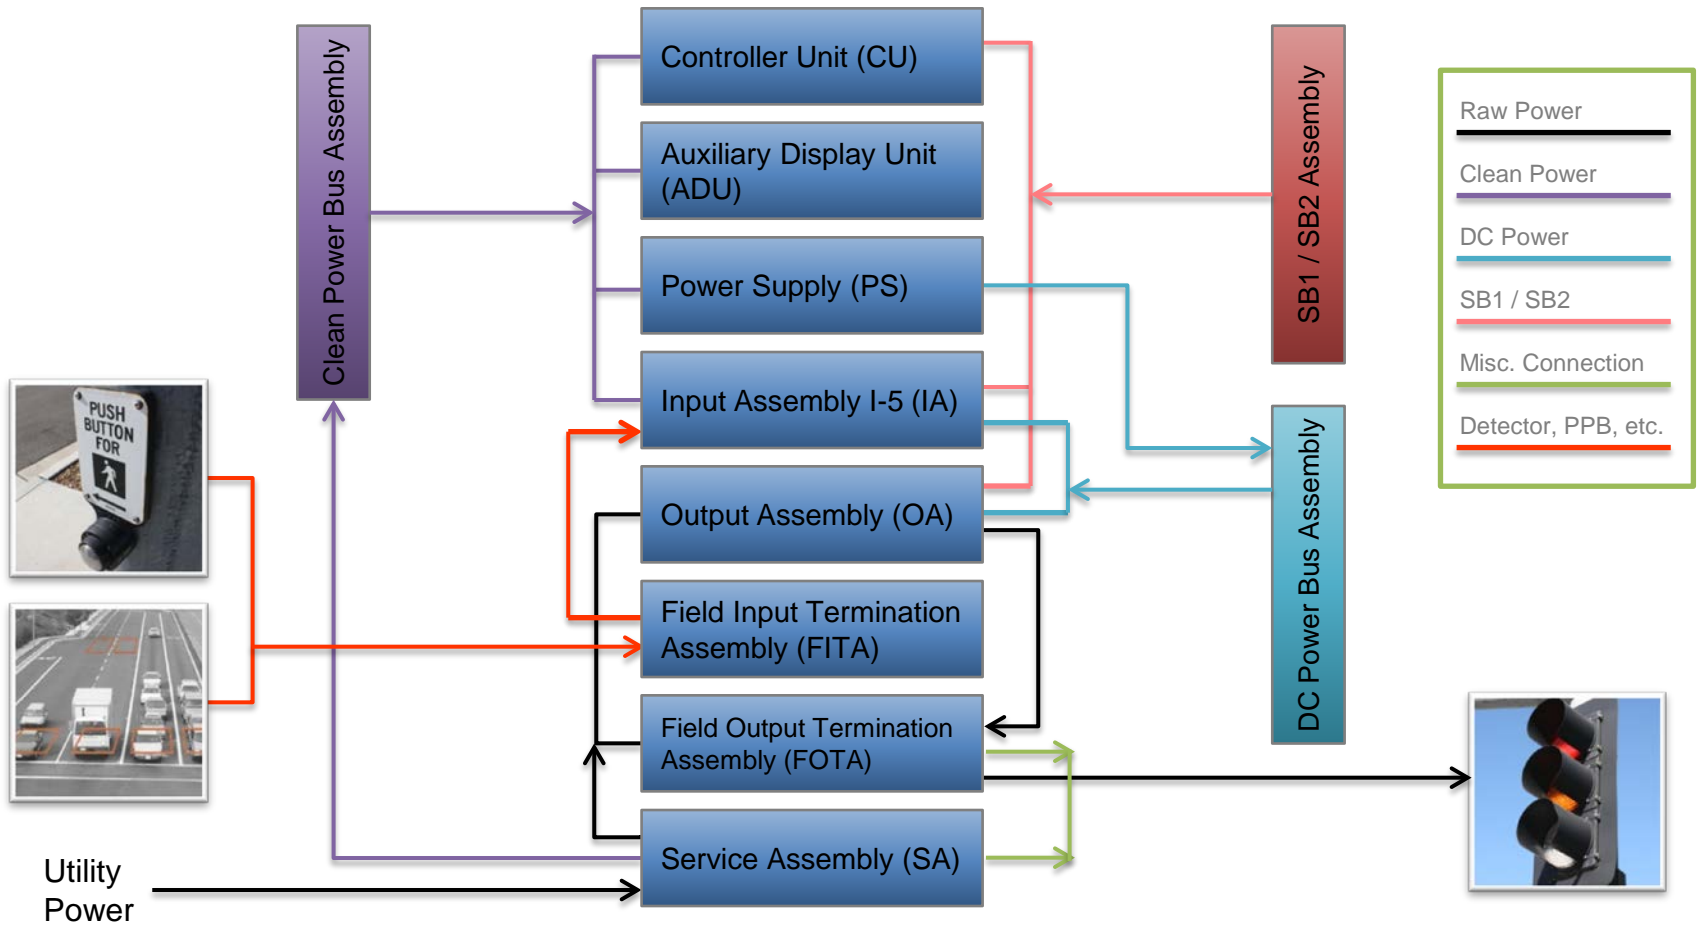 Clean Power Bus Assembly
Controller Unit (CU)
Auxiliary Display Unit
(ADU)
Power Supply (PS)
Input Assembly I-5 (IA)
Output Assembly (OA)
Field Input Termination
Assembly (FITA)
Field Output Termination
Assembly (FOTA)
Service Assembly (SA)
SB1 / SB2 Assembly
DC Power Bus Assembly
Raw Power
Clean Power
DC Power
SB1 / SB2
Misc. Connection
Detector, PPB, etc.
PUSH
BUTTON
FOR
Utility
Power